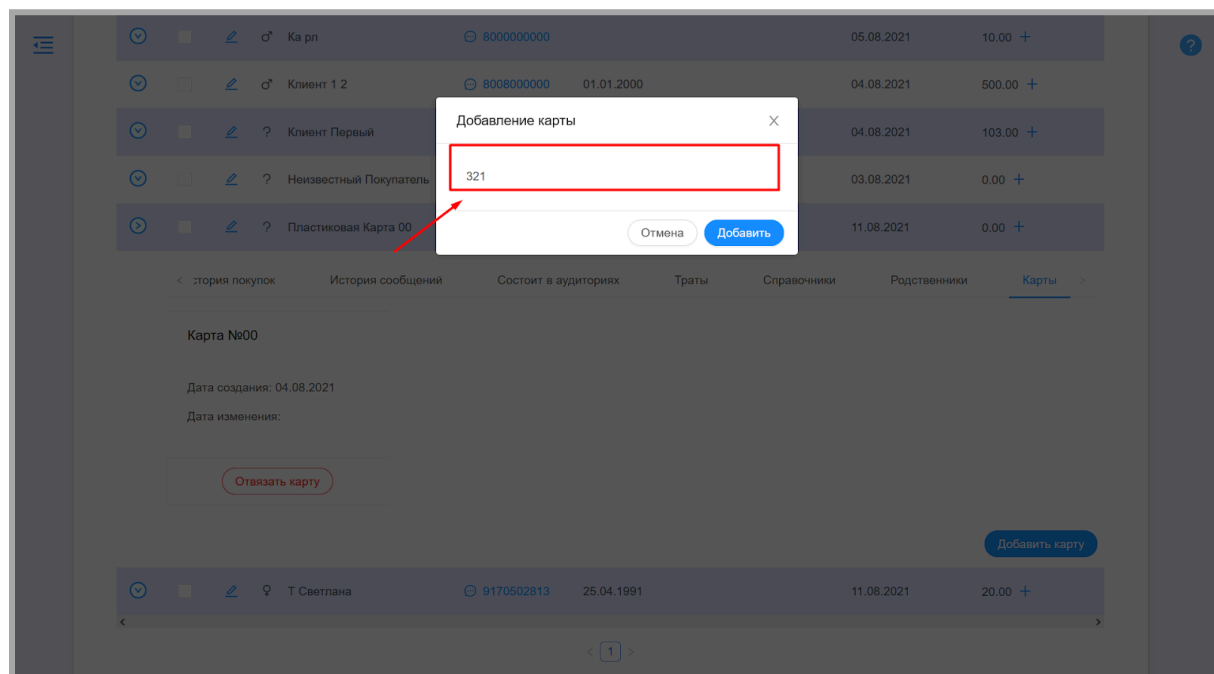 Ка рл 8000000000 05.08.2021 10.00 +
Клиент 1 2 8008000000 01.01.2000 04.08.2021 500.00 +
Добавление карты
? Клиент Первый 04.08.2021 103.00 +
321
? Неизвестный Покупатель 03.08.2021 0.00 +
? Пластиковая Карта 00 11.08.2021 0.00 +
Отмена Добавить
< :тория покупок История сообщений Состоит в аудиториях Траты Справочники Родственники Карты >
Карта №00
Дата создания: 04.08.2021
Дата изменения:
Отвязать карту
Добавить карту
Т Светлана 9170502813 25.04.1991 11.08.2021 20.00 +
< 1 >